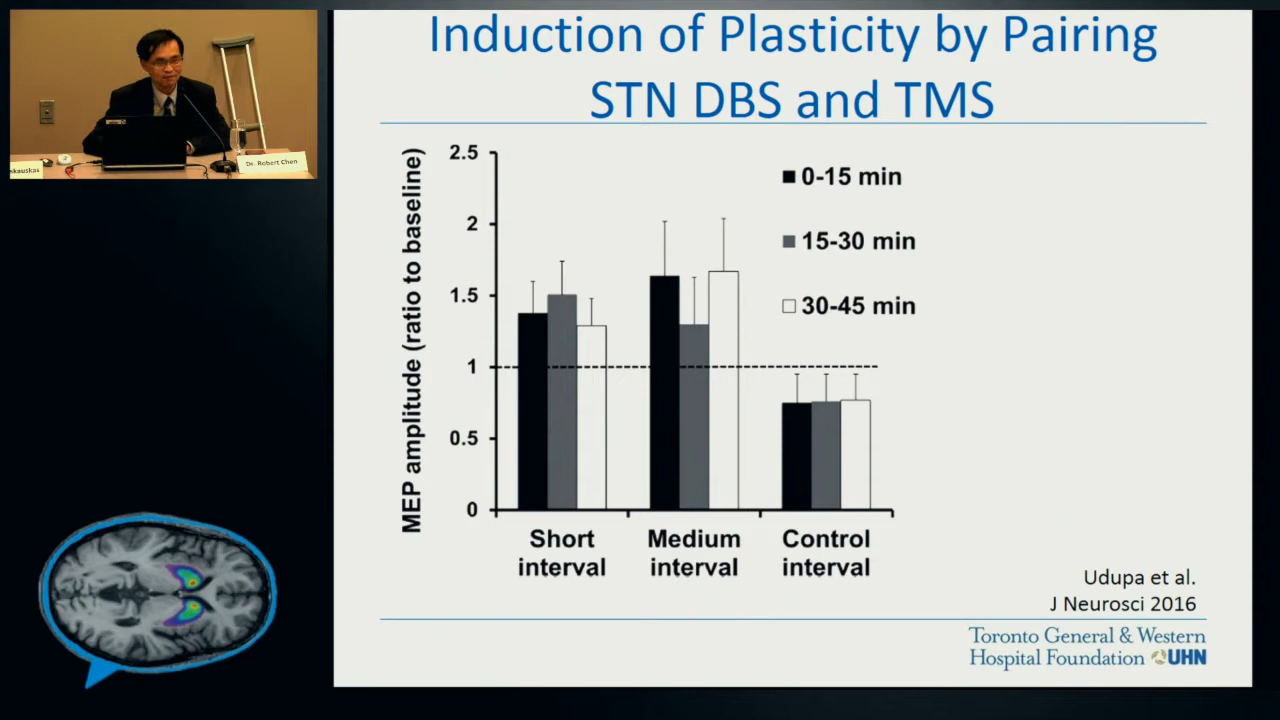 Induction of Plasticity by Pairing
STN DBS and TMS
skauskas
Dr. Robert Chen
MEP amplitude (ratio to baseline)
2.5
2
1.5
1
0.5
0
0-15 min
15-30 min
30-45 min
Short
interval
Medium
interval
Control
interval
Udupa et al.
J Neurosci 2016
Toronto General & Western
Hospital Foundation UHN